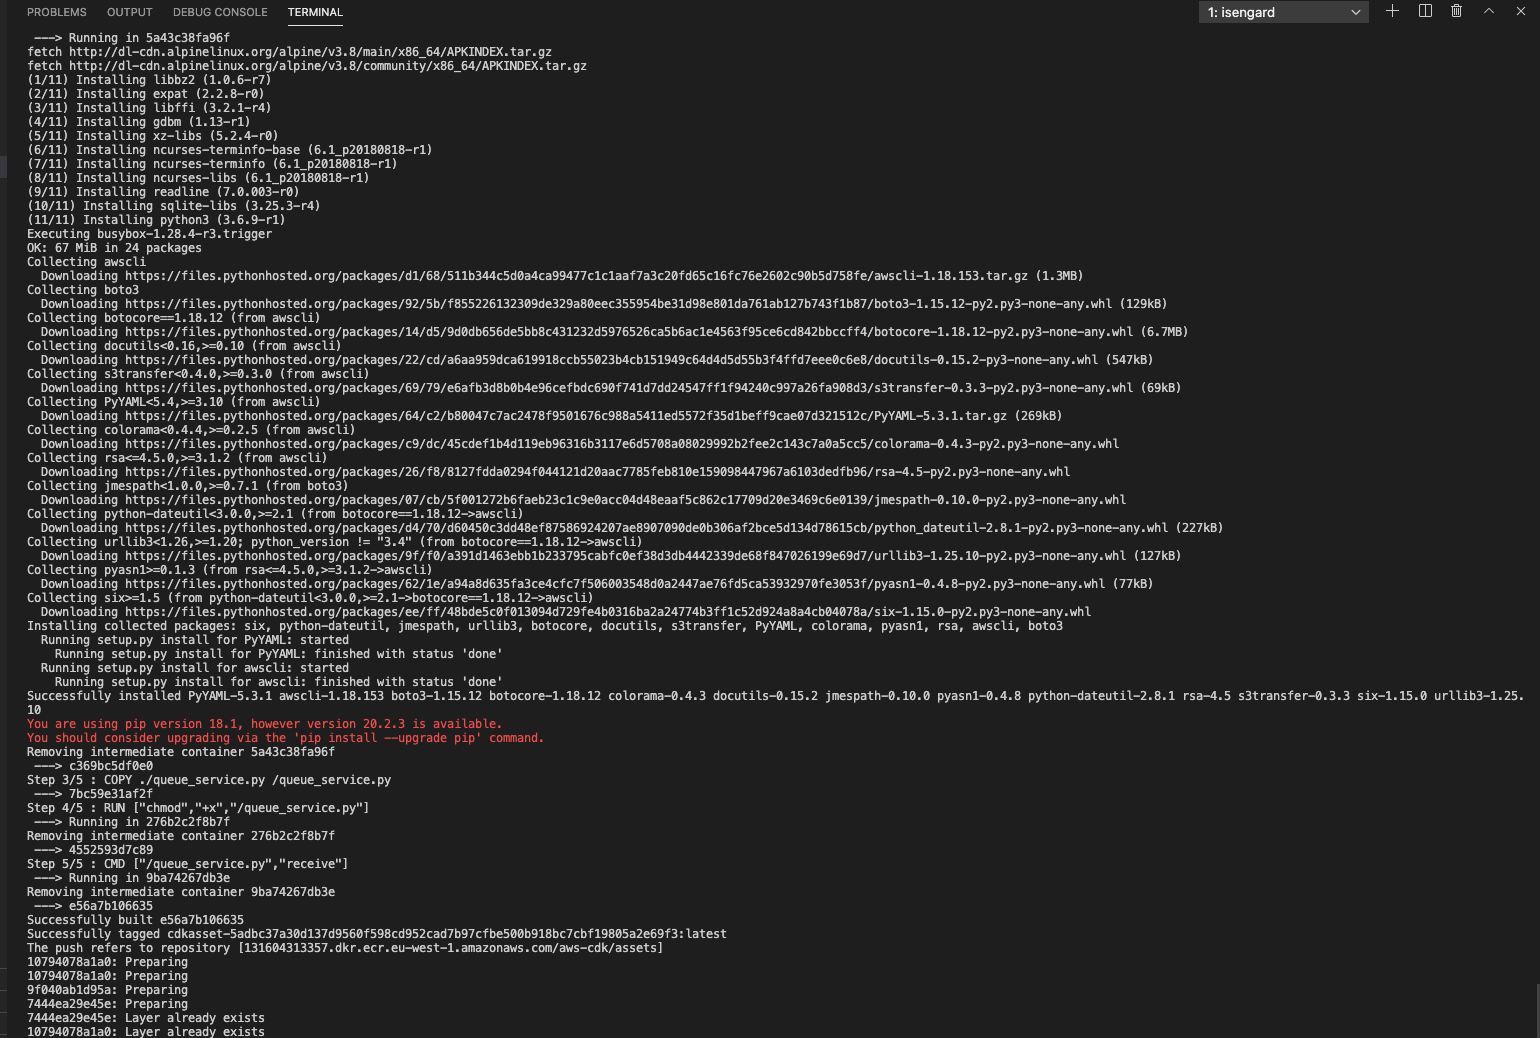 PROBLEMS OUTPUT DEBUG CONSOLE TERMINAL 1: isengard
---> Running in 5a43c38fa96f
fetch http://dl-cdn.alpinelinux.org/alpine/v3.8/main/x86_64/APKINDEX.tar.gz
fetch http://dl-cdn.alpinelinux.org/alpine/v3.8/community/x86_64/APKINDEX.tar.gz
(1/11) Installing libbz2 (1.0.6-r7)
(2/11) Installing expat (2.2.8-r0)
(3/11) Installing libffi (3.2.1-r4)
(4/11) Installing gdbm (1.13-r1)
(5/11) Installing xz-libs (5.2.4-r0)
(6/11) Installing ncurses-terminfo-base (6.1_p20180818-r1)
(7/11) Installing ncurses-terminfo (6.1_p20180818-r1)
(8/11) Installing ncurses-libs (6.1_p20180818-r1)
(9/11) Installing readline (7.0.003-r0)
(10/11) Installing sqlite-libs (3.25.3-r4)
(11/11) Installing python3 (3.6.9-r1)
Executing busybox-1.28.4-r3.trigger
OK: 67 MiB in 24 packages
Collecting awscli
Downloading https://files.pythonhosted.org/packages/d1/68/511b344c5d0a4ca99477c1c1aaf7a3c20fd65c16fc76e2602c90b5d758fe/awscli-1.18.153.tar.gz (1.3MB)
Collecting boto3
Downloading https://files.pythonhosted.org/packages/92/5b/f855226132309de329a80eec355954be31d98e801da761ab127b743f1b87/boto3-1.15.12-py2.py3-none-any.whl (129kB)
Collecting botocore==1.18.12 (from awscli)
Downloading https://files.pythonhosted.org/packages/14/d5/9d0db656de5bb8c431232d5976526ca5b6ac1e4563f95ce6cd842bbccff4/botocore-1.18.12-py2.py3-none-any.whl (6.7MB)
Collecting docutils<0.16,>=0.10 (from awscli)
Downloading https://files.pythonhosted.org/packages/22/cd/a6aa959dca619918ccb55023b4cb151949c64d4d5d55b3f4ffd7eee0c6e8/docutils-0.15.2-py3-none-any.whl (547kB)
Collecting s3transfer<0.4.0,>=0.3.0 (from awscli)
Downloading https://files.pythonhosted.org/packages/69/79/e6afb3d8b0b4e96cefbdc690f741d7dd24547ff1f94240c997a26fa908d3/s3transfer-0.3.3-py2.py3-none-any.whl (69kB)
Collecting PyYAML<5.4,>=3.10 (from awscli)
Downloading https://files.pythonhosted.org/packages/64/c2/b80047c7ac2478f9501676c988a5411ed5572f35d1beff9cae07d321512c/PyYAML-5.3.1.tar.gz (269kB)
Collecting colorama<0.4.4,>=0.2.5 (from awscli)
Downloading https://files.pythonhosted.org/packages/c9/dc/45cdef1b4d119eb96316b3117e6d5708a08029992b2fee2c143c7a0a5cc5/colorama-0.4.3-py2.py3-none-any.whl
Collecting rsa<=4.5.0,>=3.1.2 (from awscli)
Downloading https://files.pythonhosted.org/packages/26/f8/8127fdda0294f044121d20aac7785feb810e159098447967a6103dedfb96/rsa-4.5-py2.py3-none-any.whl
Collecting jmespath<1.0.0,>=0.7.1 (from boto3)
Downloading https://files.pythonhosted.org/packages/07/cb/5f001272b6faeb23c1c9e0acc04d48eaaf5c862c17709d20e3469c6e0139/jmespath-0.10.0-py2.py3-none-any.whl
Collecting python-dateutil<3.0.0,>=2.1 (from botocore==1.18.12->awscli)
Downloading https://files.pythonhosted.org/packages/d4/70/d60450c3dd48ef87586924207ae8907090de0b306af2bce5d134d78615cb/python_dateutil-2.8.1-py2.py3-none-any.whl (227kB)
Collecting urllib3<1.26,>=1.20; python_version != "3.4" (from botocore==1.18.12->awscli)
Downloading https://files.pythonhosted.org/packages/9f/f0/a391d1463ebb1b233795cabfc0ef38d3db4442339de68f847026199e69d7/urllib3-1.25.10-py2.py3-none-any.whl (127kB)
Collecting pyasn1>=0.1.3 (from rsa<=4.5.0,>=3.1.2->awscli)
Downloading https://files.pythonhosted.org/packages/62/1e/a94a8d635fa3ce4cfc7f506003548d0a2447ae76fd5ca53932970fe3053f/pyasn1-0.4.8-py2.py3-none-any.whl (77kB)
Collecting six>=1.5 (from python-dateutil<3.0.0,>=2.1->botocore==1.18.12->awscli)
Downloading https://files.pythonhosted.org/packages/ee/ff/48bde5c0f013094d729fe4b0316ba2a24774b3ff1c52d924a8a4cb04078a/six-1.15.0-py2.py3-none-any.whl
Installing collected packages: six, python-dateutil, jmespath, urllib3, botocore, docutils, s3transfer, PyYAML, colorama, pyasn1, rsa, awscli, boto3
Running setup.py install for PyYAML: started
Running setup.py install for PyYAML: finished with status 'done'
Running setup.py install for awscli: started
Running setup.py install for awscli: finished with status 'done'
Successfully installed PyYAML-5.3.1 awscli-1.18.153 boto3-1.15.12 botocore-1.18.12 colorama-0.4.3 docutils-0.15.2 jmespath-0.10.0 pyasn1-0.4.8 python-dateutil-2.8.1 rsa-4.5 s3transfer-0.3.3 six-1.15.0 urllib3-1.25.
10
You are using pip version 18.1, however version 20.2.3 is available.
You should consider upgrading via the 'pip install --upgrade pip' command.
Removing intermediate container 5a43c38fa96f
---> c369bc5df0e0
Step 3/5 : COPY ./queue_service.py /queue_service.py
---> 7bc59e31af2f
Step 4/5 : RUN ["chmod","+x","/queue_service.py"]
---> Running in 276b2c2f8b7f
Removing intermediate container 276b2c2f8b7f
---> 4552593d7c89
Step 5/5 : CMD ["/queue_service.py","receive"]
---> Running in 9ba74267db3e
Removing intermediate container 9ba74267db3e
---> e56a7b106635
Successfully built e56a7b106635
Successfully tagged cdkasset-5adbc37a30d137d9560f598cd952cad7b97cfbe500b918bc7cbf19805a2e69f3:latest
The push refers to repository [131604313357.dkr.ecr.eu-west-1.amazonaws.com/aws-cdk/assets]
10794078a1a0: Preparing
10794078a1a0: Preparing
9f040ab1d95a: Preparing
7444ea29e45e: Preparing
7444ea29e45e: Layer already exists
10794078a1a0: Layer already exists